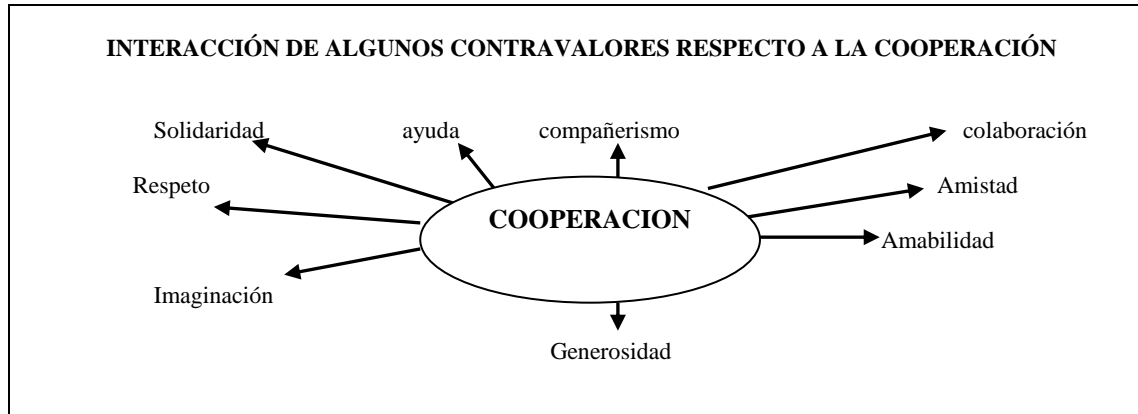 INTERACCIÓN DE ALGUNOS CONTRAVALORES RESPECTO A LA COOPERACIÓN
Solidaridad ayuda compañerismo colaboración
Respeto Amistad
COOPERACION
Amabilidad
Imaginación
Generosidad